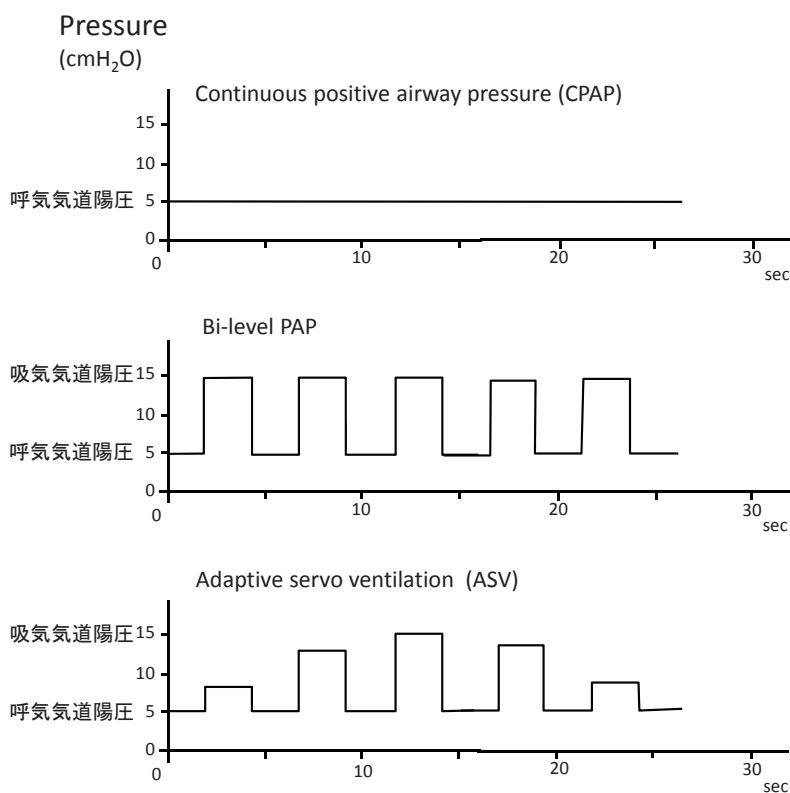 Pressure
(cmH₂O)
Continuous positive airway pressure (CPAP)
15
10
呼気気道陽圧 5
0
0 10 20 30
sec
Bi-level PAP
吸気気道陽圧 15
10
呼気気道陽圧 5
0
0 10 20 30
sec
Adaptive servo ventilation (ASV)
吸気気道陽圧 15
10
呼気気道陽圧 5
0
0 10 20 30
sec